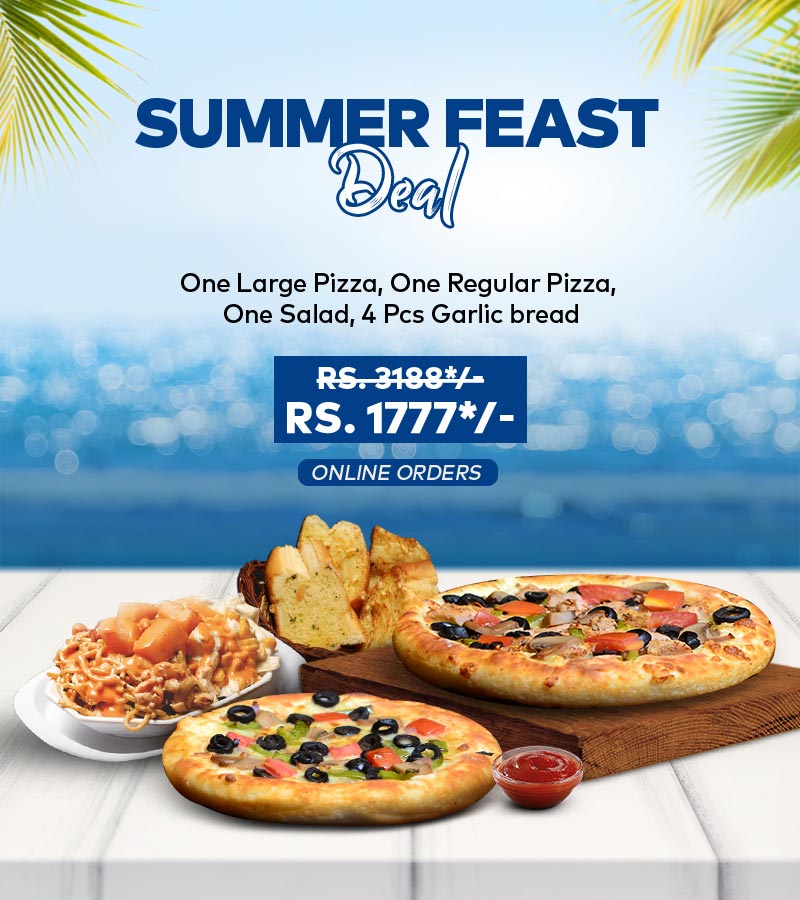 SUMMER FEAST
Deal
One Large Pizza, One Regular Pizza,
One Salad, 4 Pcs Garlic bread
RS. 3188*/-
RS. 1777*/-
ONLINE ORDERS